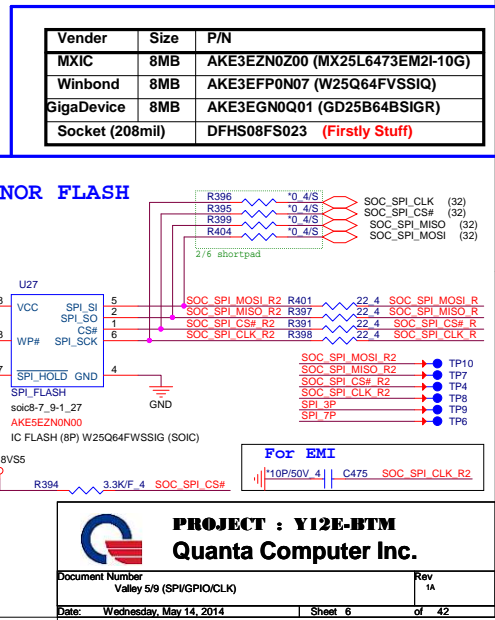 Vender Size P/N
MXIC 8MB AKE3EZN0Z00 (MX25L6473EM2I-10G)
Winbond 8MB AKE3EFP0N07 (W25Q64FVSSIQ)
GigaDevice 8MB AKE3EGN0Q01 (GD25B64BSIGR)
Socket (208mil) DFHS08FS023 (Firstly Stuff)
NOR FLASH
R396 *0_4/S SOC_SPI_CLK (32)
R395 *0_4/S SOC_SPI_CS# (32)
R399 *0_4/S SOC_SPI_MISO (32)
R404 *0_4/S SOC_SPI_MOSI (32)
2/6 shortpad
U27
VCC SPI_SI 5 SOC_SPI_MOSI_R2 R401 22_4 SOC_SPI_MOSI_R
SPI_SO 2 SOC_SPI_MISO_R2 R397 22_4 SOC_SPI_MISO_R
CS# 1 SOC_SPI_CS#_R2 R391 22_4 SOC_SPI_CS#_R
WP# SPI_SCK 6 SOC_SPI_CLK_R2 R398 22_4 SOC_SPI_CLK_R
7 SPI_HOLD GND 4
GND
SPI_FLASH
soic8-7_9-1_27
AKE5EZN0N00
IC FLASH (8P) W25Q64FWSSIG (SOIC)
SOC_SPI_MOSI_R2 TP10
SOC_SPI_MISO_R2 TP7
SOC_SPI_CS#_R2 TP4
SOC_SPI_CLK_R2 TP8
SPI_3P TP9
SPI_7P TP6
8VS5
R394 3.3K/F_4 SOC_SPI_CS#
For EMI
*10P/50V_4 C475 SOC_SPI_CLK_R2
PROJECT : Y12E-BTM
Quanta Computer Inc.
Document Number Rev
Valley 5/9 (SPI/GPIO/CLK) 1A
Date: Wednesday, May 14, 2014 Sheet 6 of 42